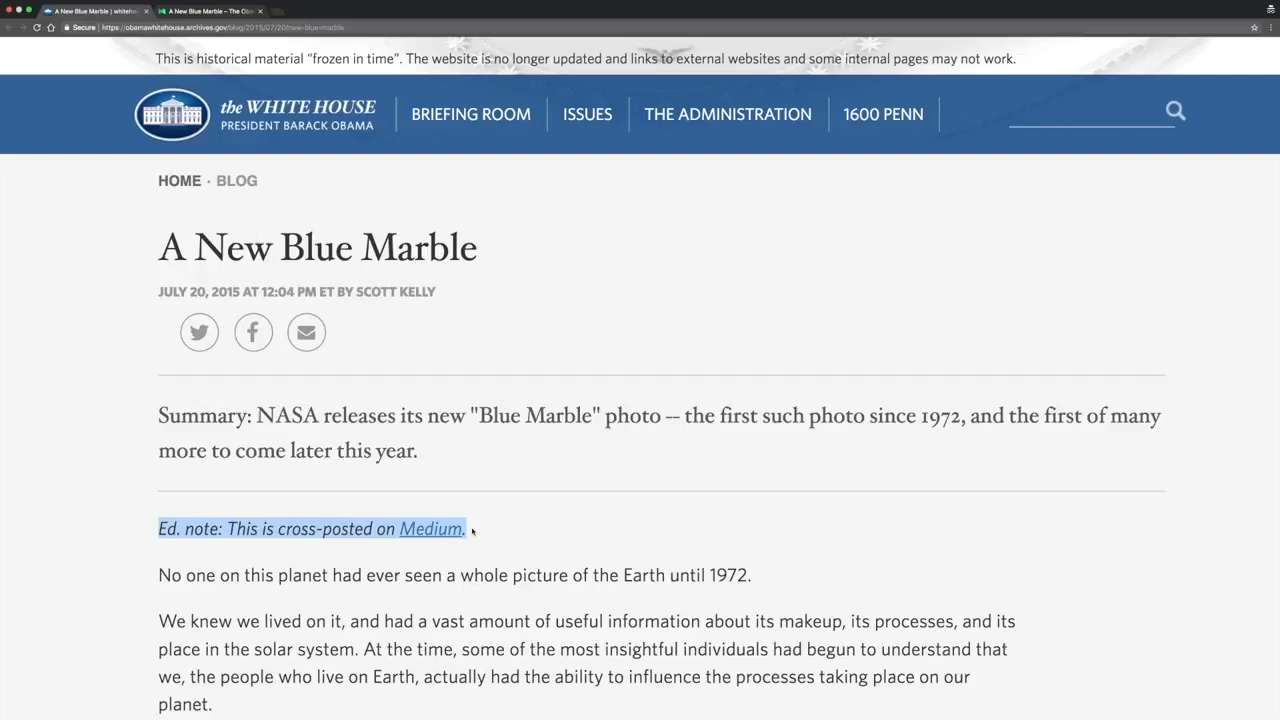 A New Blue Marble | whiteho
A New Blue Marble – The Oba
Secure
https://obamawhitehouse.archives.gov/blog/2015/07/20/new-blue-marble
This is historical material “frozen in time”. The website is no longer updated and links to external websites and some internal pages may not work.
the WHITE HOUSE
PRESIDENT BARACK OBAMA
BRIEFING ROOM
ISSUES
THE ADMINISTRATION
1600 PENN
HOME · BLOG
A New Blue Marble
JULY 20, 2015 AT 12:04 PM ET BY SCOTT KELLY
Summary: NASA releases its new "Blue Marble" photo -- the first such photo since 1972, and the first of many
more to come later this year.
Ed. note: This is cross-posted on Medium.
No one on this planet had ever seen a whole picture of the Earth until 1972.
We knew we lived on it, and had a vast amount of useful information about its makeup, its processes, and its
place in the solar system. At the time, some of the most insightful individuals had begun to understand that
we, the people who live on Earth, actually had the ability to influence the processes taking place on our
planet.